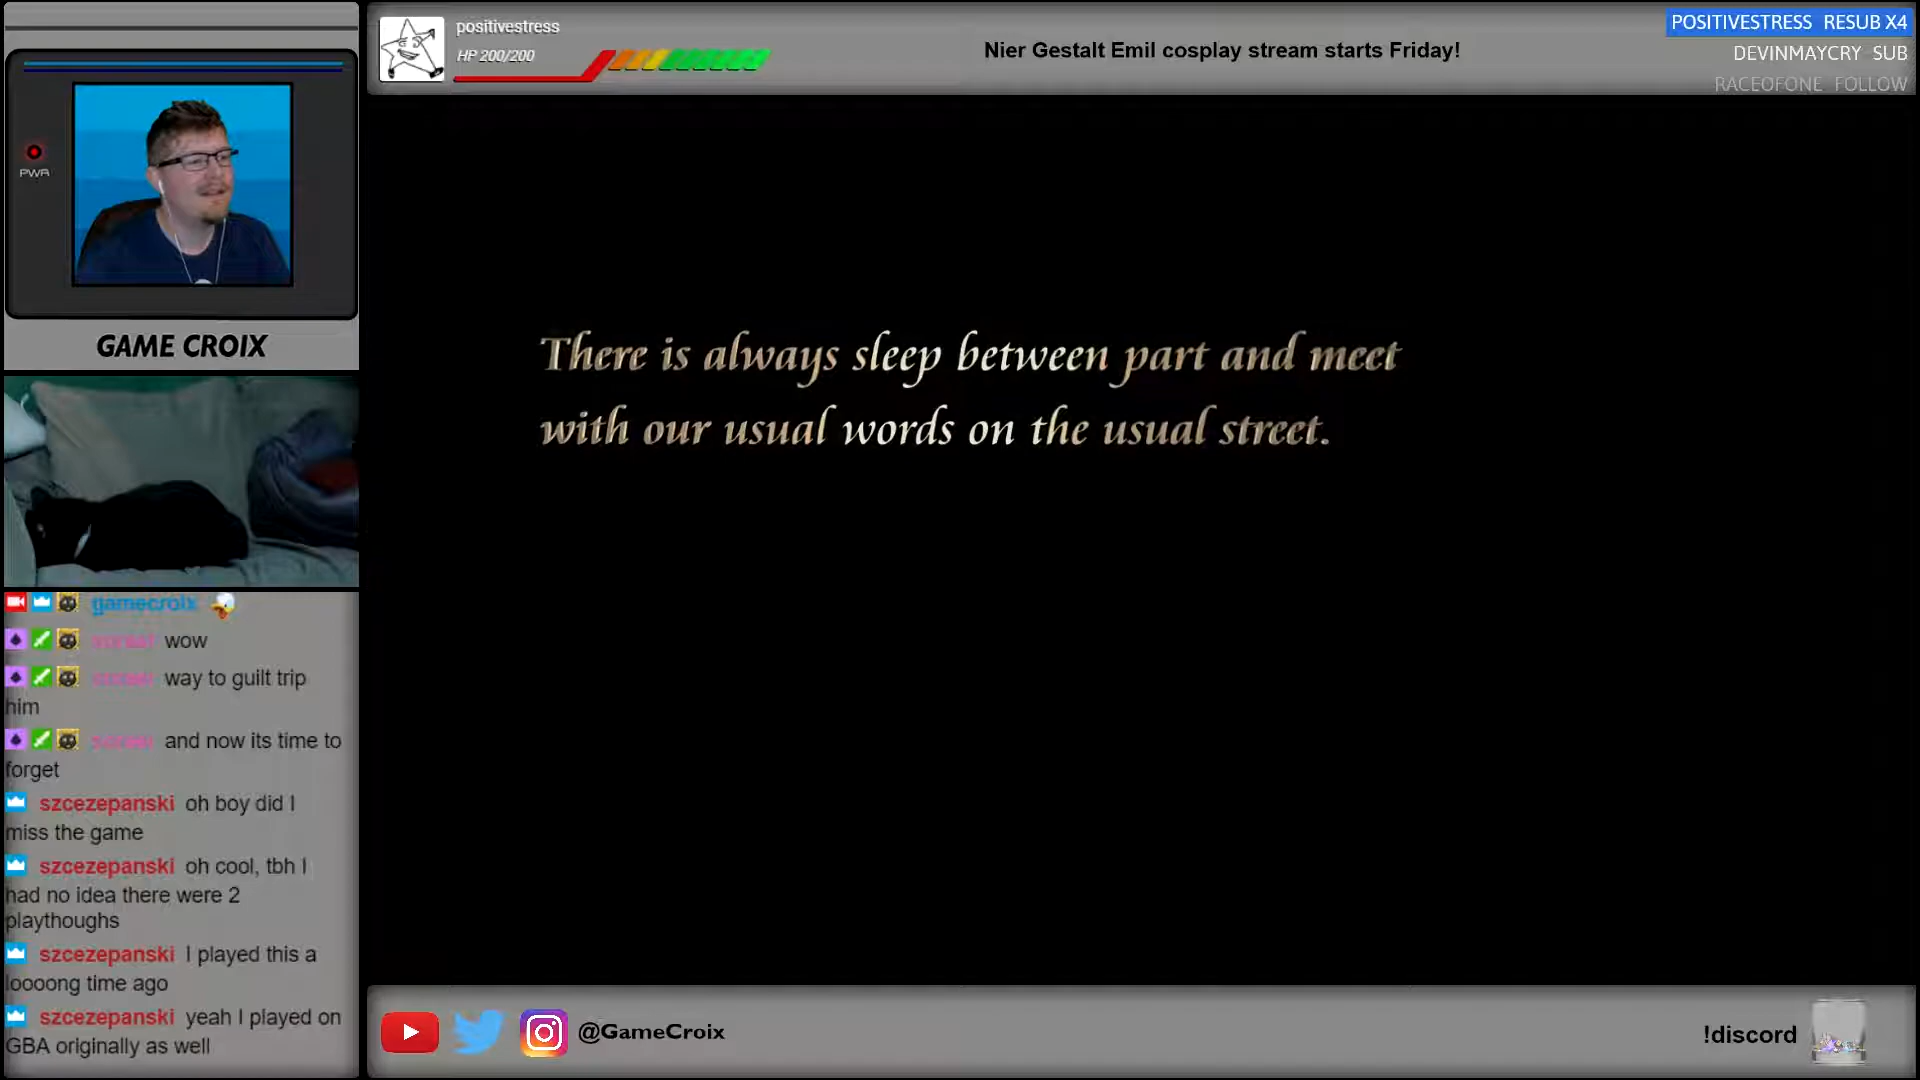 positivestress
HP 200/200
Nier Gestalt Emil cosplay stream starts Friday!
POSITIVESTRESS RESUB X4
DEVINMAYCRY SUB
RACEOFONE FOLLOW
PWR
GAME CROIX
There is always sleep between part and meet
with our usual words on the usual street.
gamecroix
wow
way to guilt trip
him
and now its time to
forget
szcezepanski oh boy did I
miss the game
szcezepanski oh cool, tbh I
had no idea there were 2
playthoughs
szcezepanski I played this a
loooong time ago
szcezepanski yeah I played on
GBA originally as well
@GameCroix
!discord